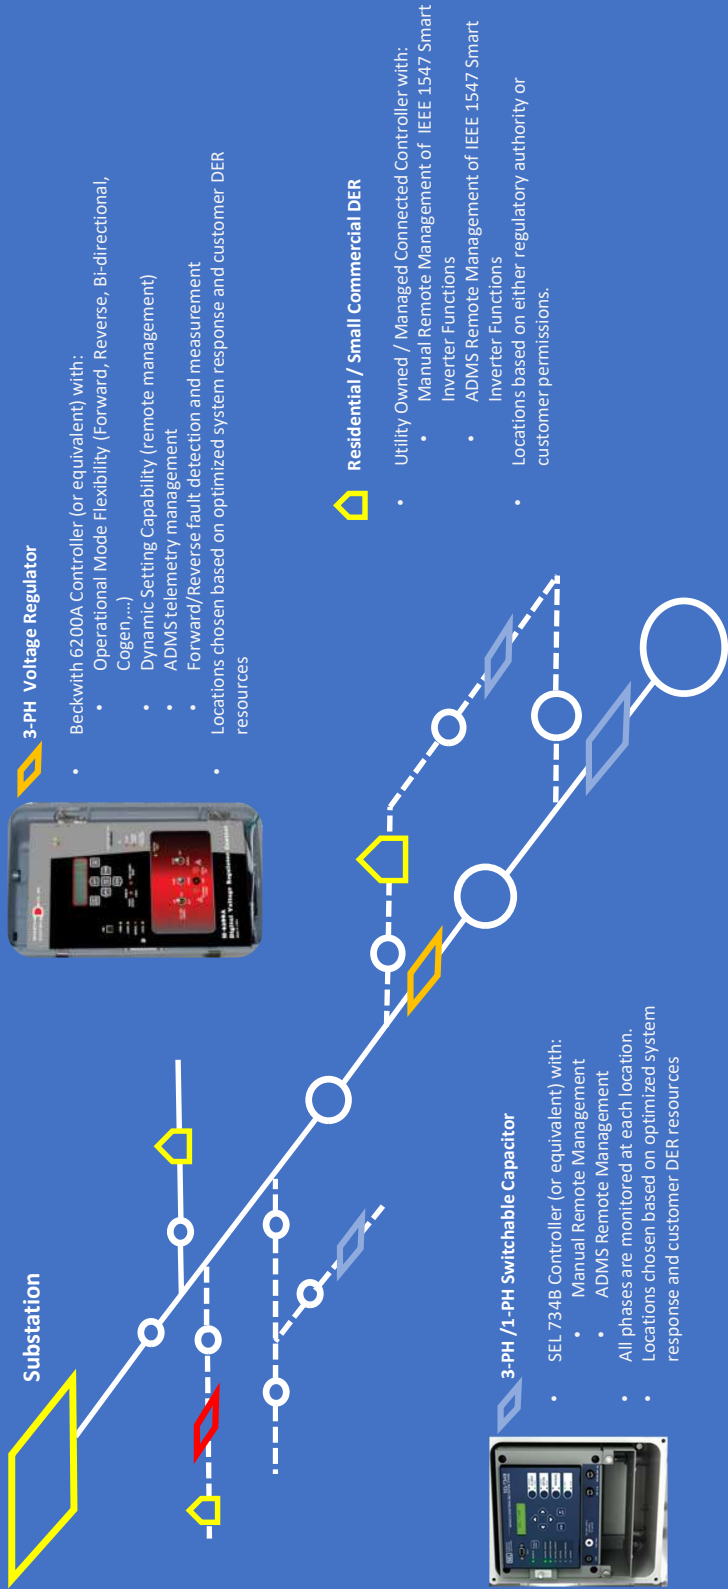 Substation
3-PH Voltage Regulator
• Beckwith 6200A Controller (or equivalent) with:
• Operational Mode Flexibility (Forward, Reverse, Bi-directional,
Cogen,...)
• Dynamic Setting Capability (remote management)
• ADMS telemetry management
• Forward/Reverse fault detection and measurement
• Locations chosen based on optimized system response and customer DER
resources
Residential / Small Commercial DER
• Utility Owned / Managed Connected Controller with:
• Manual Remote Management of IEEE 1547 Smart
Inverter Functions
• ADMS Remote Management of IEEE 1547 Smart
Inverter Functions
• Locations based on either regulatory authority or
customer permissions.
3-PH /1-PH Switchable Capacitor
• SEL 734B Controller (or equivalent) with:
• Manual Remote Management
• ADMS Remote Management
• All phases are monitored at each location.
• Locations chosen based on optimized system
response and customer DER resources
Digital Voltage Regulator Control